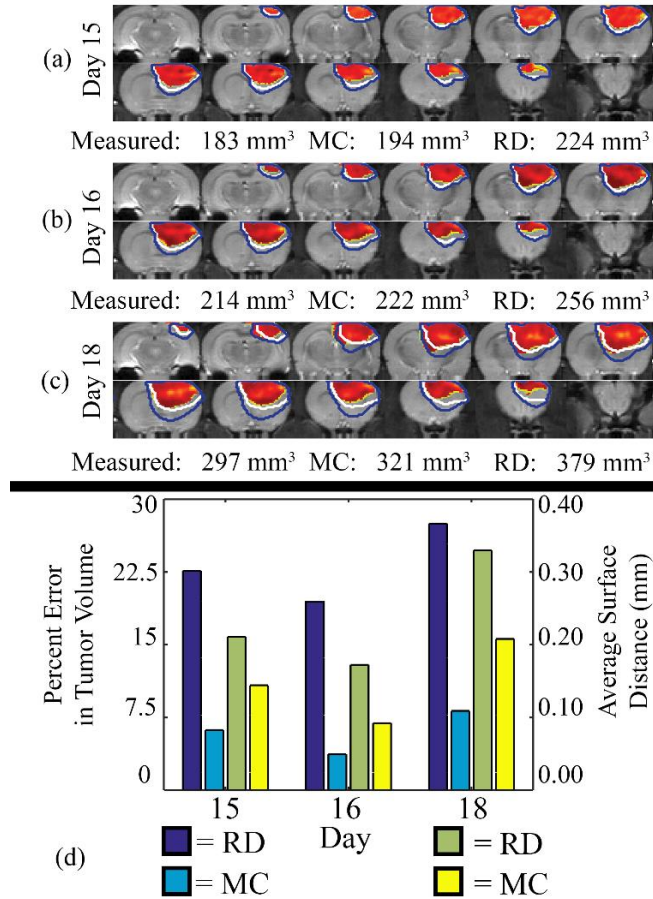 (a)
Day 15
Measured: 183 mm³ MC: 194 mm³ RD: 224 mm³
(b)
Day 16
Measured: 214 mm³ MC: 222 mm³ RD: 256 mm³
(c)
Day 18
Measured: 297 mm³ MC: 321 mm³ RD: 379 mm³
Percent Error
in Tumor Volume
30
22.5
15
7.5
0
0.40
0.30
0.20
0.10
0.00
Average Surface
Distance (mm)
15 16 18
Day
(d)
= RD = RD
= MC = MC